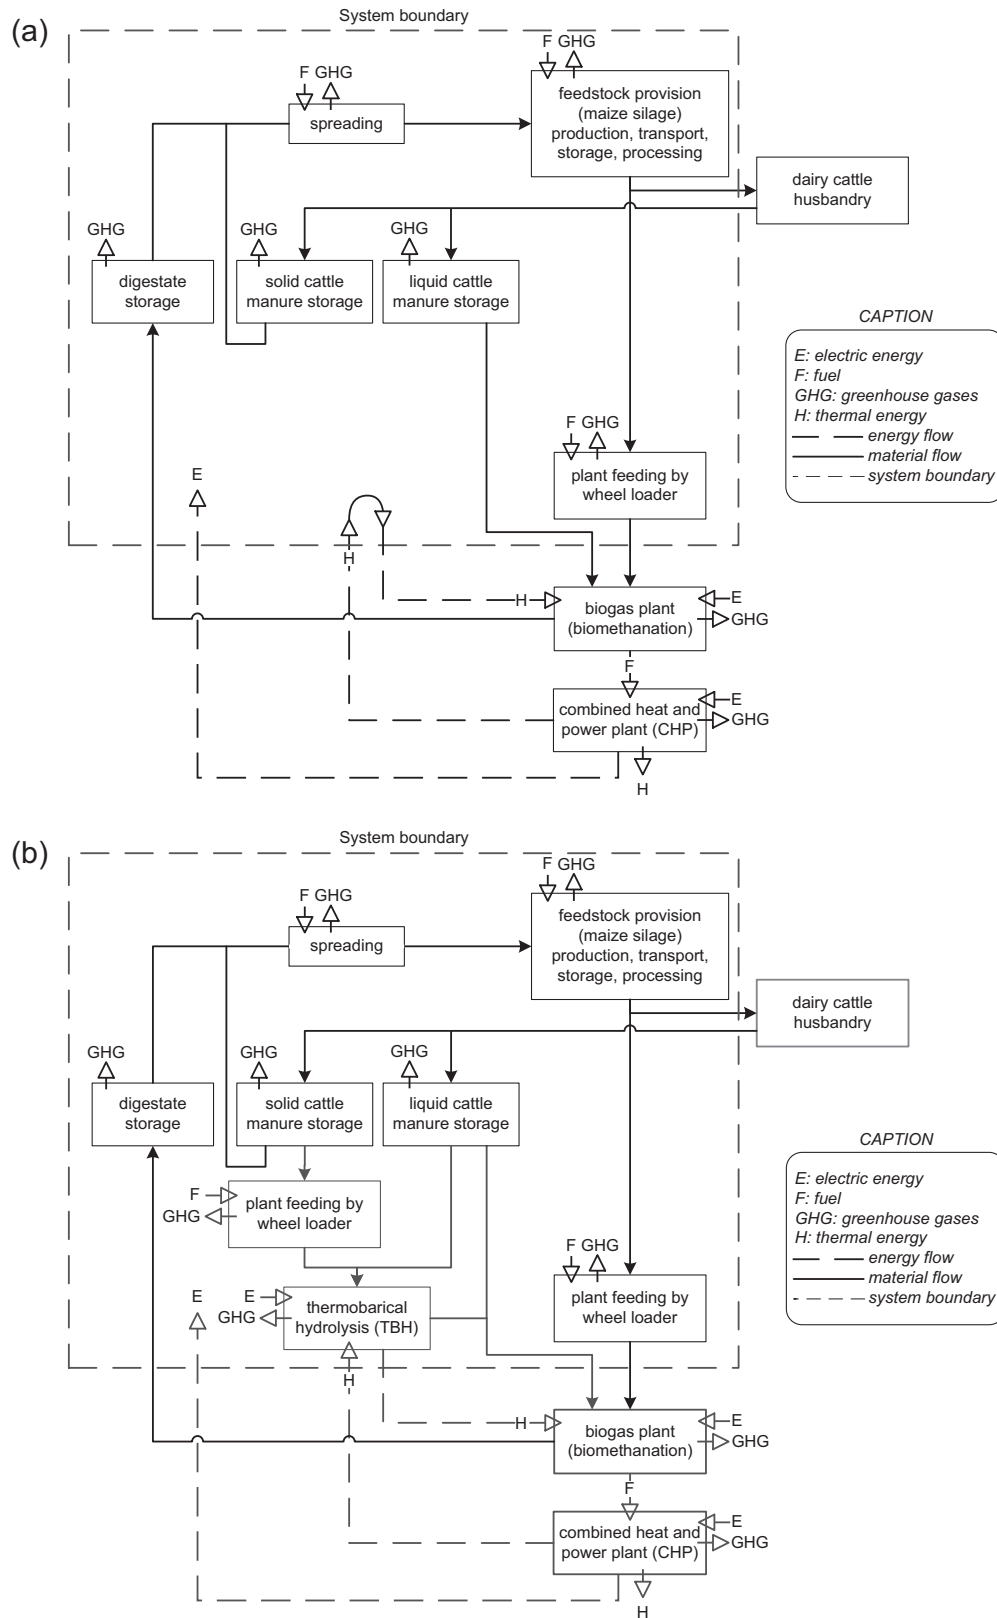 System boundary
(a)
F GHG
F GHG
feedstock provision
(maize silage)
production, transport,
storage, processing
spreading
dairy cattle
husbandry
GHG
GHG
GHG
digestate
storage
solid cattle
manure storage
liquid cattle
manure storage
CAPTION
E: electric energy
F: fuel
GHG: greenhouse gases
H: thermal energy
energy flow
material flow
system boundary
F GHG
plant feeding by
wheel loader
E
H
H
biogas plant
(biomethanation)
E
GHG
F
combined heat and
power plant (CHP)
E
GHG
H
System boundary
(b)
F GHG
F GHG
feedstock provision
(maize silage)
production, transport,
storage, processing
spreading
dairy cattle
husbandry
GHG
GHG
GHG
digestate
storage
solid cattle
manure storage
liquid cattle
manure storage
CAPTION
E: electric energy
F: fuel
GHG: greenhouse gases
H: thermal energy
energy flow
material flow
system boundary
F
GHG
plant feeding by
wheel loader
F GHG
plant feeding by
wheel loader
E
E
GHG
thermobarical
hydrolysis (TBH)
H
H
biogas plant
(biomethanation)
E
GHG
F
combined heat and
power plant (CHP)
E
GHG
H